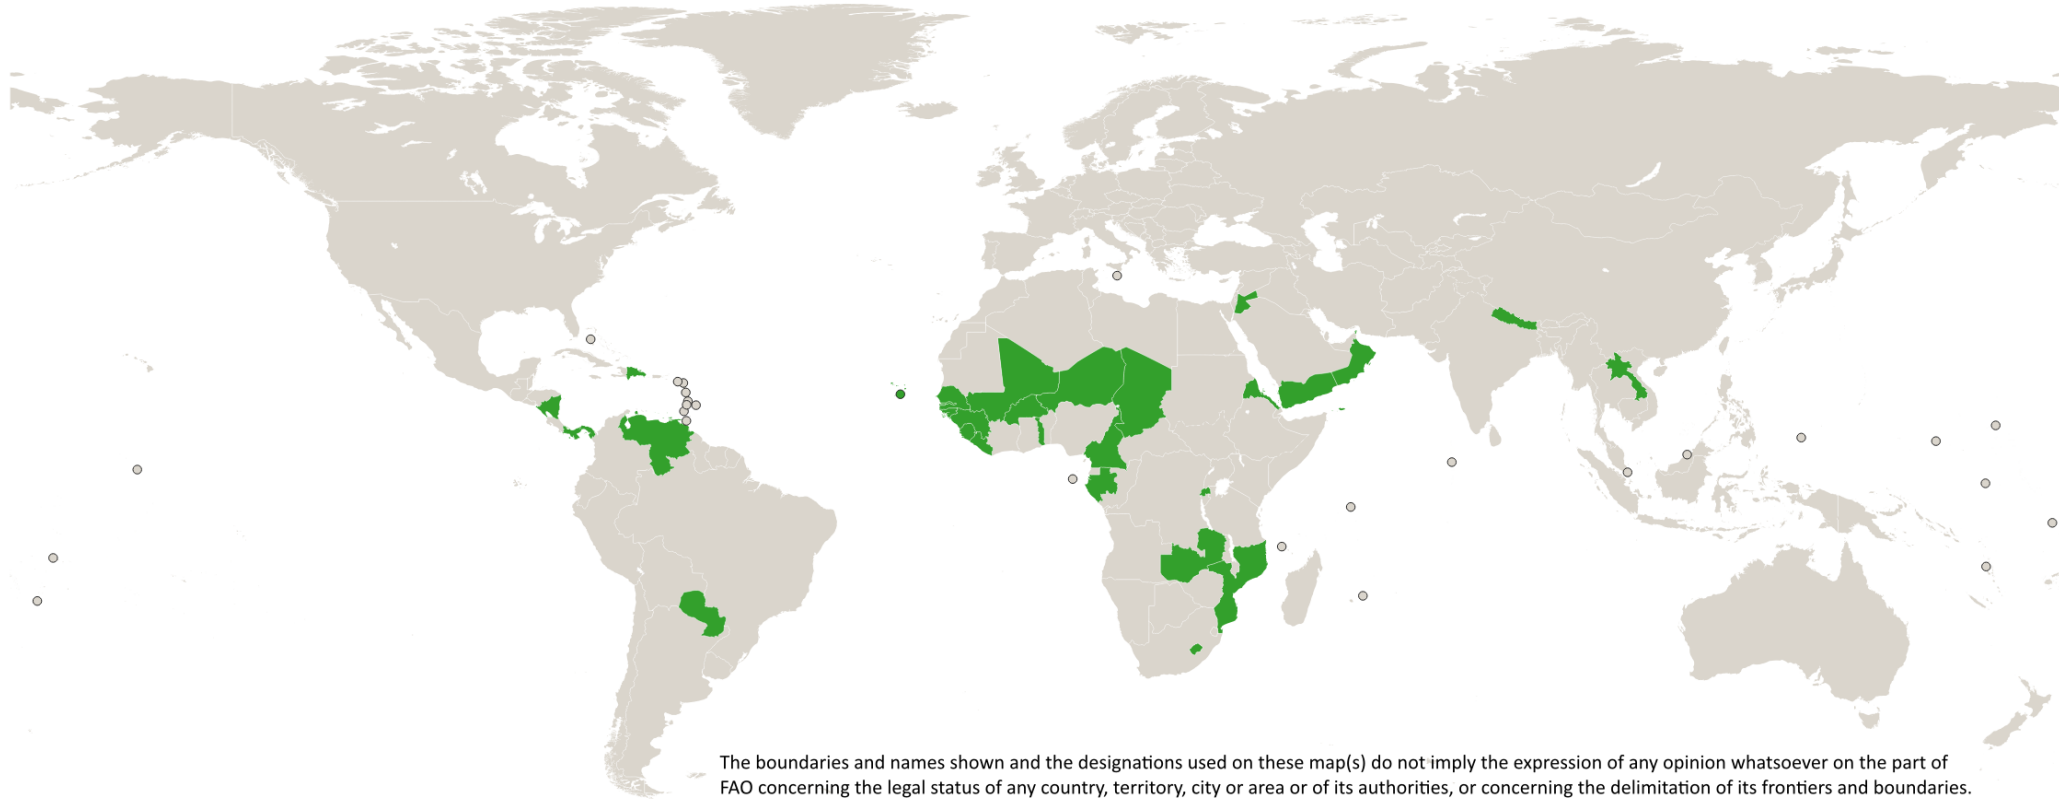 The boundaries and names shown and the designations used on these map(s) do not imply the expression of any opinion whatsoever on the part of
FAO concerning the legal status of any country, territory, city or area or of its authorities, or concerning the delimitation of its frontiers and boundaries.